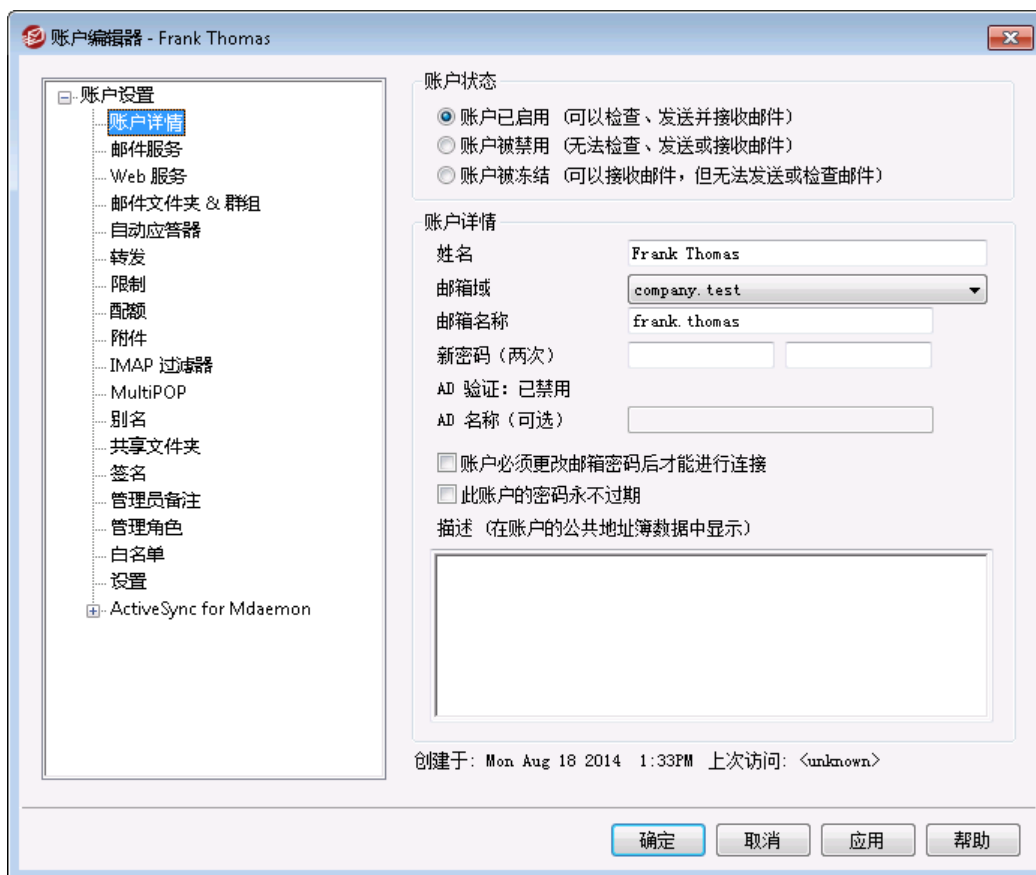 账户编辑器 - Frank Thomas
账户设置
账户详情
邮件服务
Web 服务
邮件文件夹 & 群组
自动应答器
转发
限制
配额
附件
IMAP 过滤器
MultiPOP
别名
共享文件夹
签名
管理员备注
管理角色
白名单
设置
ActiveSync for Mdaemon
账户状态
账户已启用 (可以检查、发送并接收邮件)
账户被禁用 (无法检查、发送或接收邮件)
账户被冻结 (可以接收邮件，但无法发送或检查邮件)
账户详情
姓名 Frank Thomas
邮箱域 company.test
邮箱名称 frank.thomas
新密码（两次）
AD 验证：已禁用
AD 名称（可选）
账户必须更改邮箱密码后才能进行连接
此账户的密码永不过期
描述 (在账户的公共地址簿数据中显示)
创建于: Mon Aug 18 2014 1:33PM 上次访问: <unknown>
确定 取消 应用 帮助